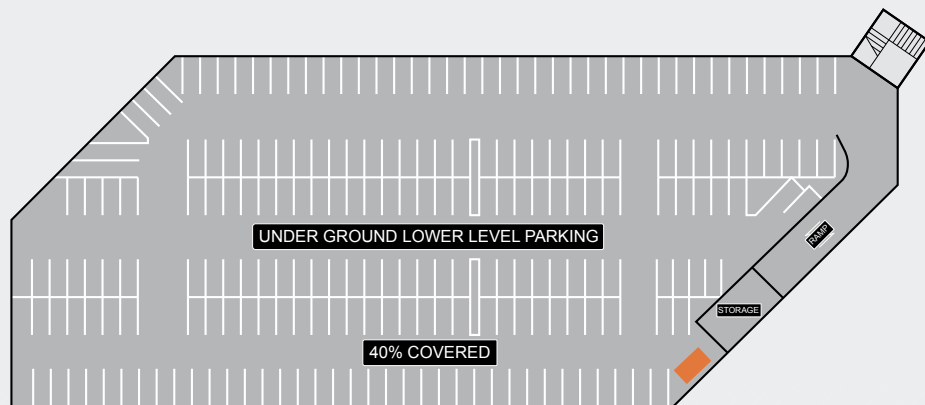 UNDER GROUND LOWER LEVEL PARKING
RAMP
STORAGE
40% COVERED